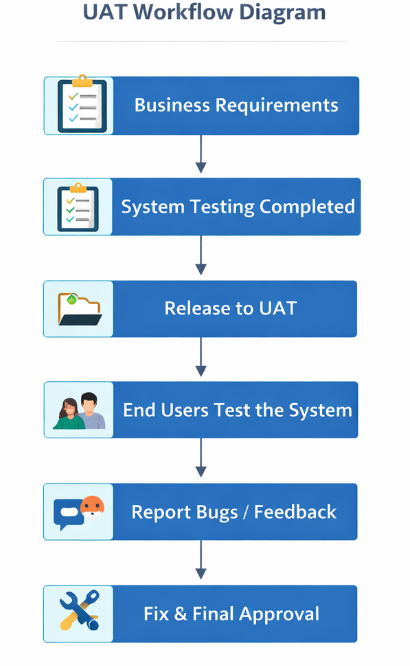 UAT Workflow Diagram
Business Requirements
System Testing Completed
Release to UAT
End Users Test the System
Report Bugs / Feedback
Fix & Final Approval